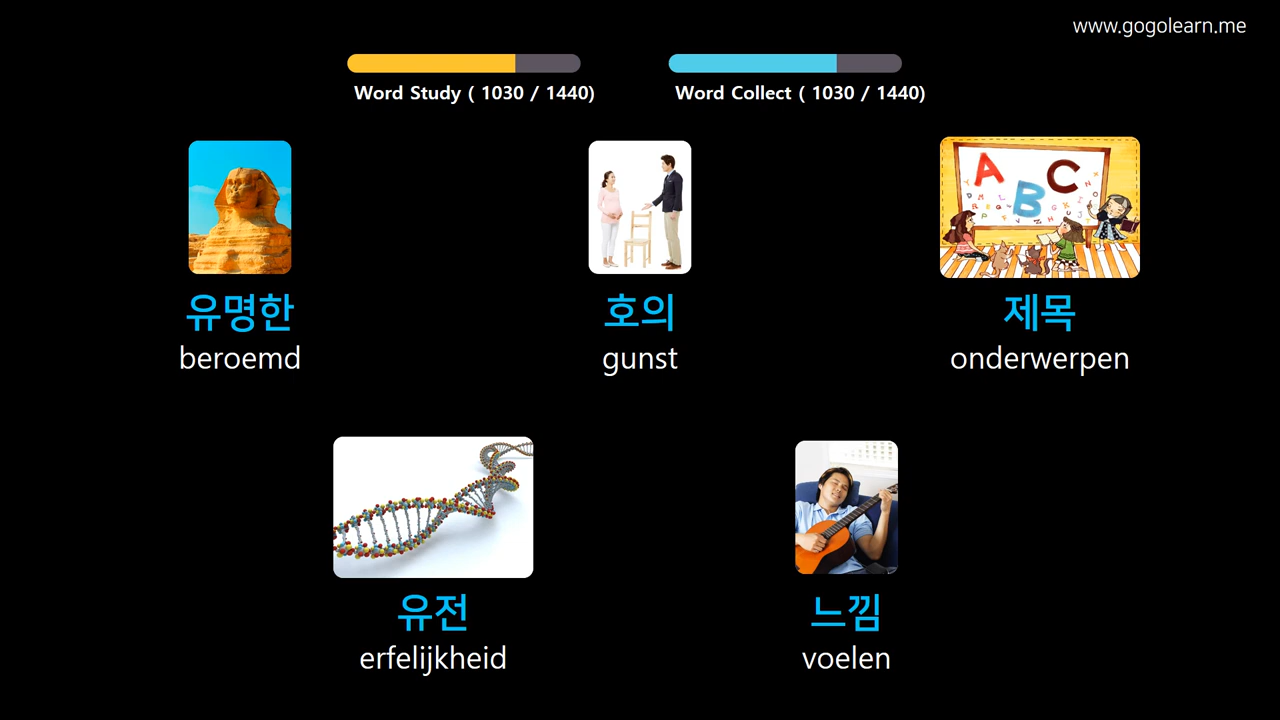 www.gogolearn.me
Word Study ( 1030 / 1440)
Word Collect ( 1030 / 1440)
A B C
유명한
beroemd
호의
gunst
제목
onderwerpen
유전
erfelijkheid
느낌
voelen